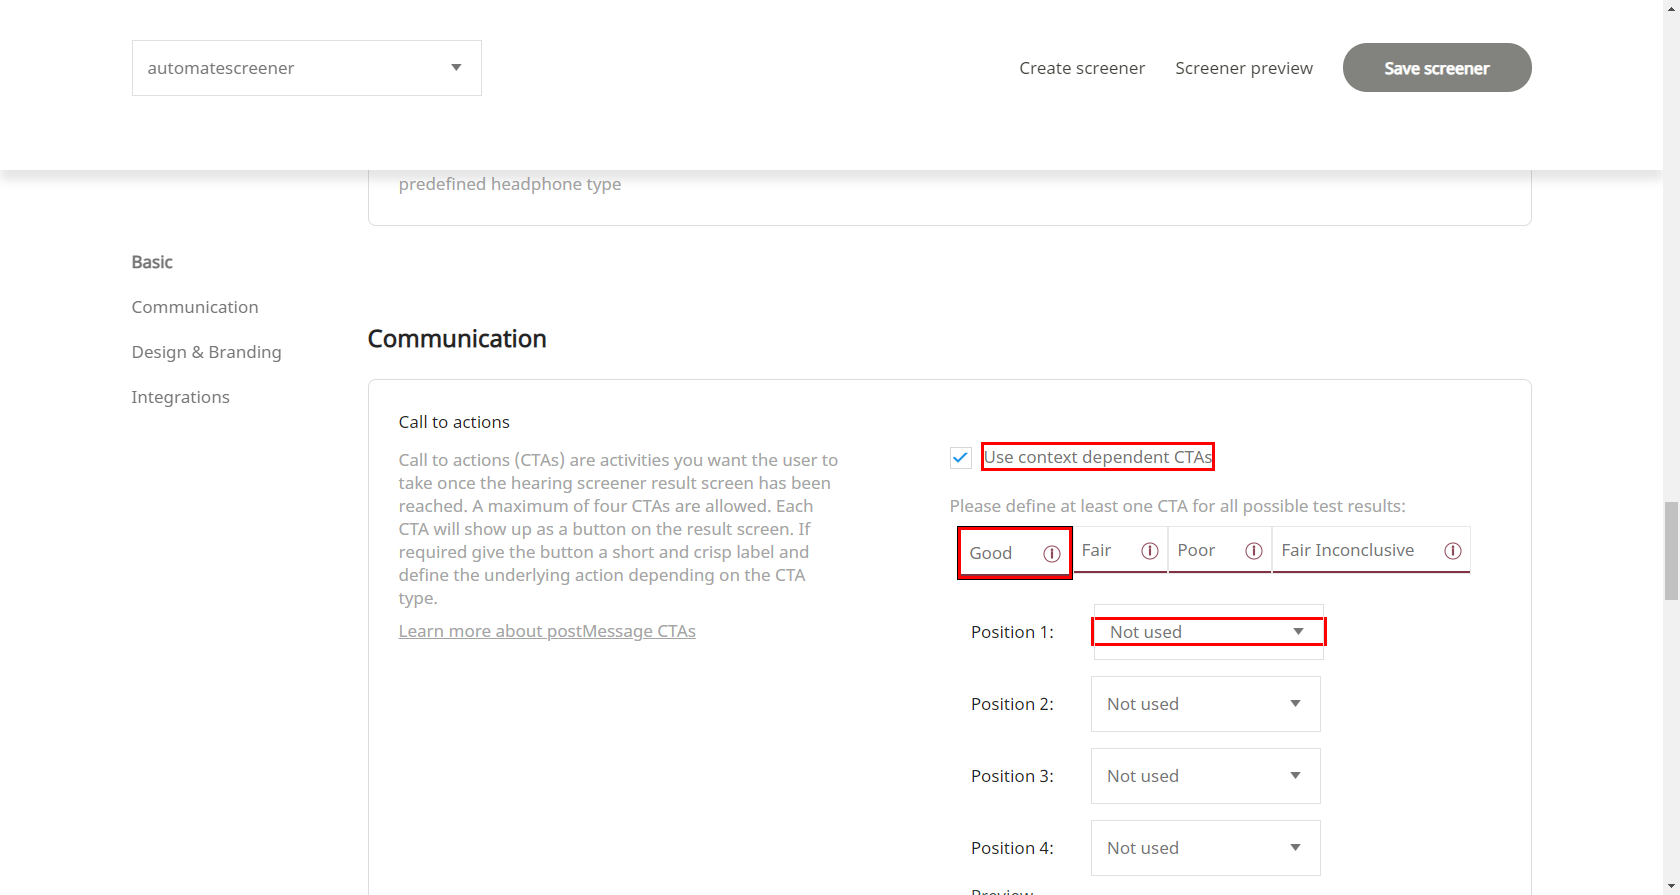 automatescreener
Create screener
Screener preview
Save screener
predefined headphone type
Basic
Communication
Design & Branding
Integrations
Communication
Call to actions
Call to actions (CTAs) are activities you want the user to
take once the hearing screener result screen has been
reached. A maximum of four CTAs are allowed. Each
CTA will show up as a button on the result screen. If
required give the button a short and crisp label and
define the underlying action depending on the CTA
type.
Learn more about postMessage CTAs
Use context dependent CTAs
Please define at least one CTA for all possible test results:
Good
Fair
Poor
Fair Inconclusive
Position 1:
Not used
Position 2:
Not used
Position 3:
Not used
Position 4:
Not used
Preview